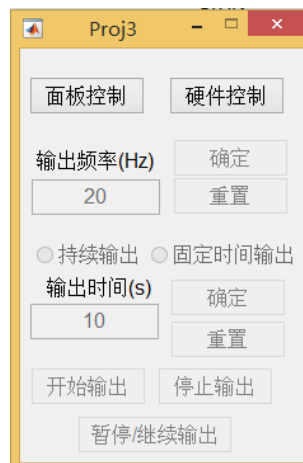 Proj3
面板控制
硬件控制
输出频率(Hz)
确定
20
重置
持续输出
固定时间输出
输出时间(s)
确定
10
重置
开始输出
停止输出
暂停/继续输出